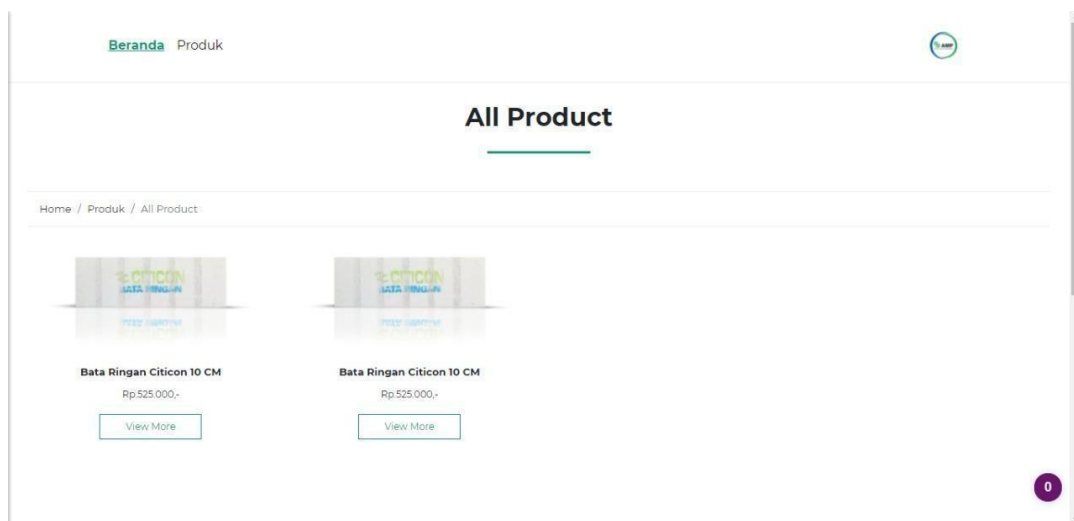 Beranda Produk
All Product
Home / Produk / All Product
CITICON
BATA RINGAN
CITICON
BATA RINGAN
Bata Ringan Citicon 10 CM
Bata Ringan Citicon 10 CM
Rp.525.000,-
Rp.525.000,-
View More
View More
0